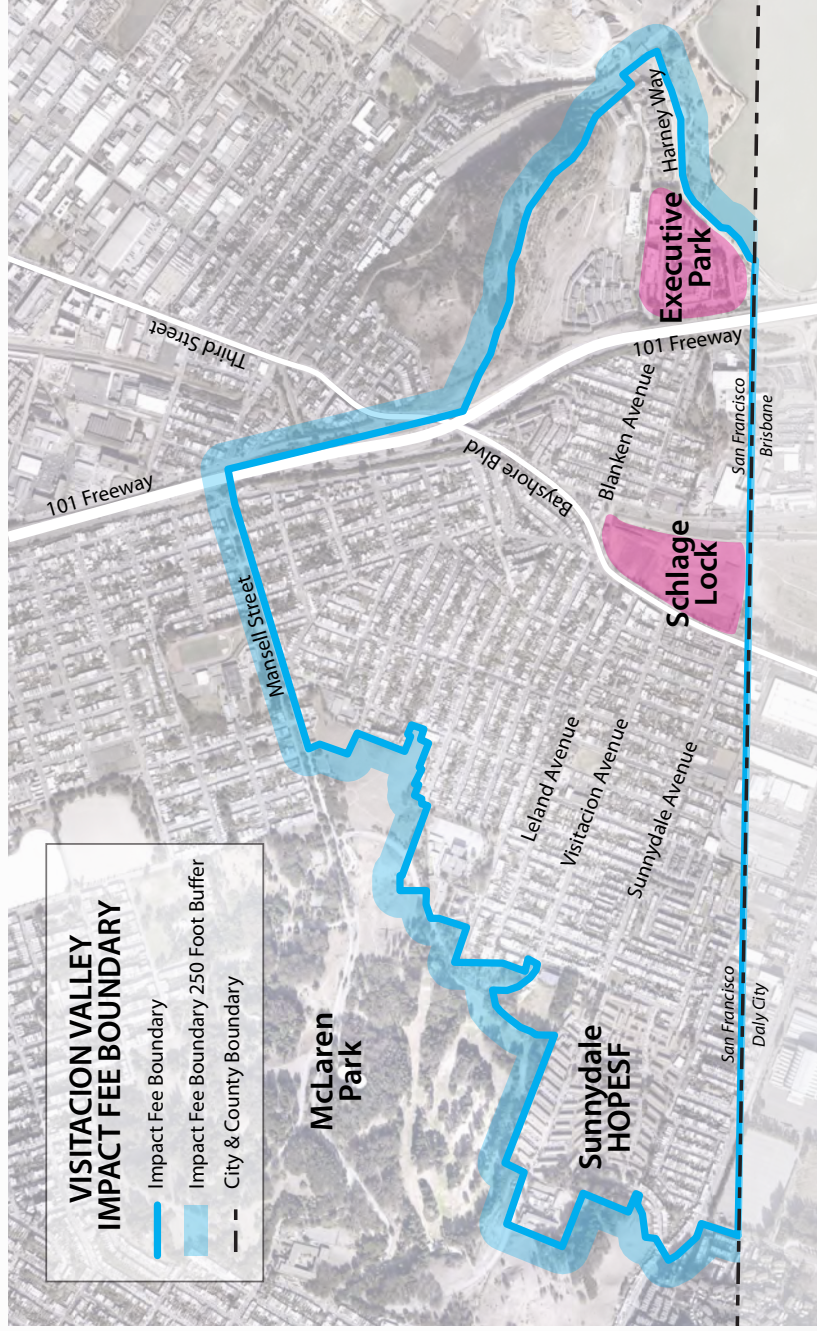 VISITACION VALLEY
IMPACT FEE BOUNDARY
Impact Fee Boundary
Impact Fee Boundary 250 Foot Buffer
City & County Boundary
McLaren
Park
Mansell Street
101 Freeway
Third Street
Bayshore Blvd
Blanken Avenue
101 Freeway
Harney Way
Executive
Park
Schlage
Lock
Leland Avenue
Visitacion Avenue
Sunnydale Avenue
Sunnydale
HOPESF
San Francisco
Daly City
San Francisco
Brisbane